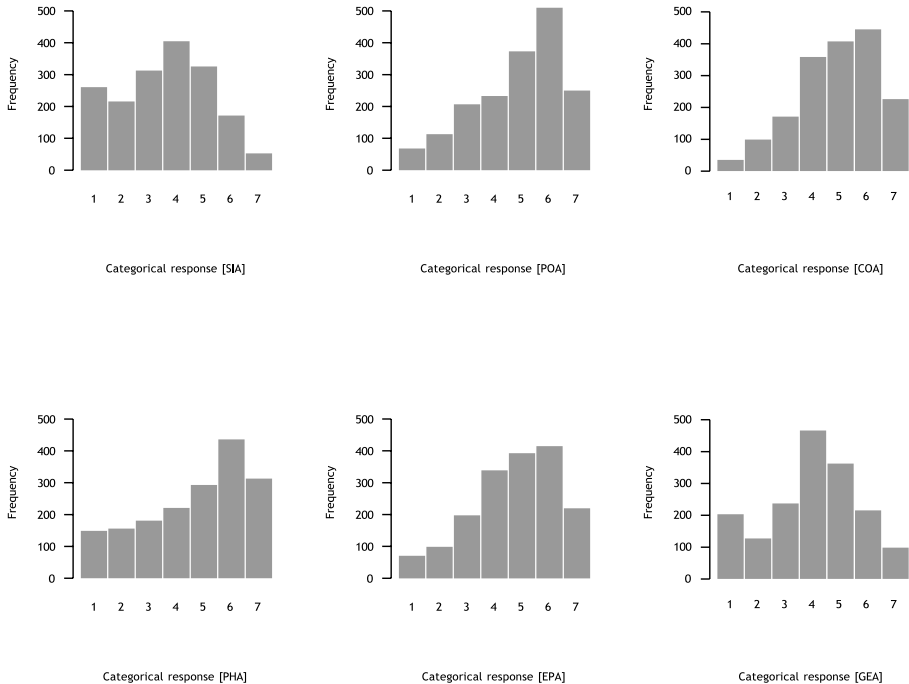 Frequency
500
400
300
200
100
0
1 2 3 4 5 6 7
Categorical response [SIA]
Frequency
500
400
300
200
100
0
1 2 3 4 5 6 7
Categorical response [POA]
Frequency
500
400
300
200
100
0
1 2 3 4 5 6 7
Categorical response [COA]
Frequency
500
400
300
200
100
0
1 2 3 4 5 6 7
Categorical response [PHA]
Frequency
500
400
300
200
100
0
1 2 3 4 5 6 7
Categorical response [EPA]
Frequency
500
400
300
200
100
0
1 2 3 4 5 6 7
Categorical response [GEA]